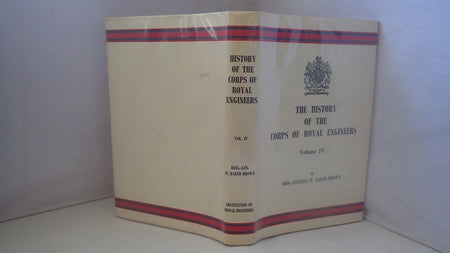 HISTORY
OF THE
CORPS OF
ROYAL
ENGINEERS
VOL. IV
BRIG.-GEN.
W. BAKER BROWN
INSTITUTION OF
ROYAL ENGINEERS
THE HISTORY
OF THE
CORPS OF ROYAL ENGINEERS
Volume IV
by
BRIG.-GENERAL W. BAKER BROWN